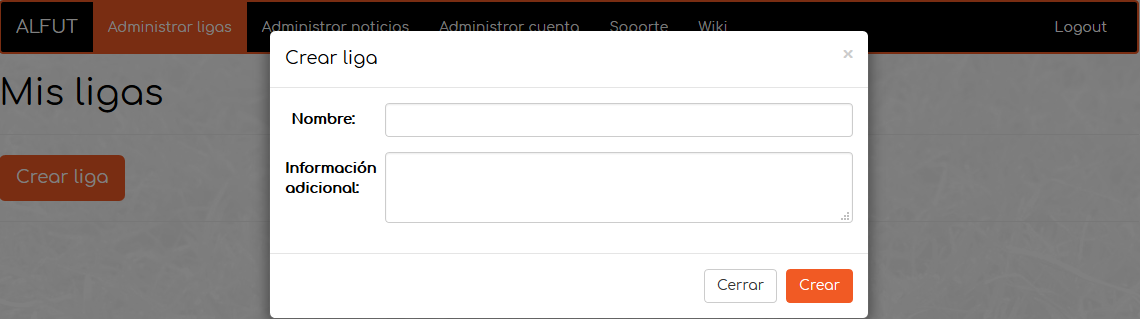 ALFUT Administrar ligas Administrar noticias Administrar cuenta Soporte Wiki Logout
Crear liga ×
Mis ligas
Nombre:
Crear liga
Información
adicional:
Cerrar Crear